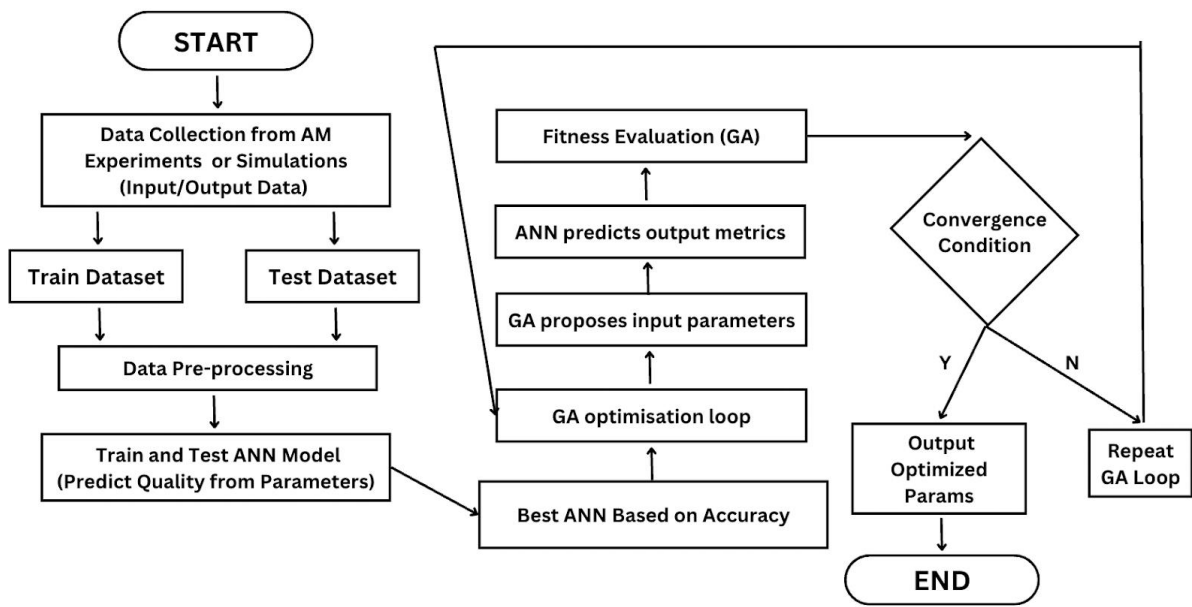 START
Data Collection from AM
Experiments or Simulations
(Input/Output Data)
Train Dataset
Test Dataset
Data Pre-processing
Train and Test ANN Model
(Predict Quality from Parameters)
Best ANN Based on Accuracy
GA optimisation loop
GA proposes input parameters
ANN predicts output metrics
Fitness Evaluation (GA)
Convergence
Condition
Y
N
Output
Optimized
Params
Repeat
GA Loop
END